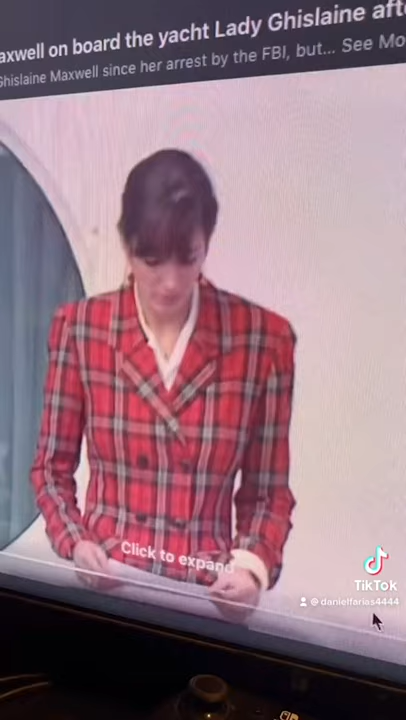 axwell on board the yacht Lady Ghislaine afte
Ghislaine Maxwell since her arrest by the FBI, but... See Mo
Click to expand
TikTok
@danielfarias4444